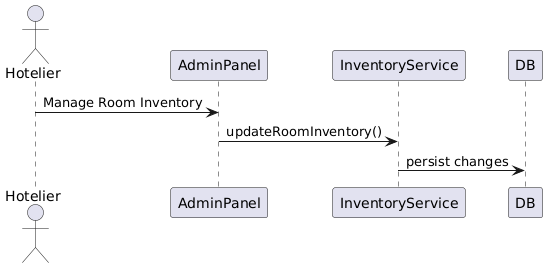 Hotelier
AdminPanel
InventoryService
DB
Manage Room Inventory
updateRoomInventory()
persist changes
Hotelier
AdminPanel
InventoryService
DB